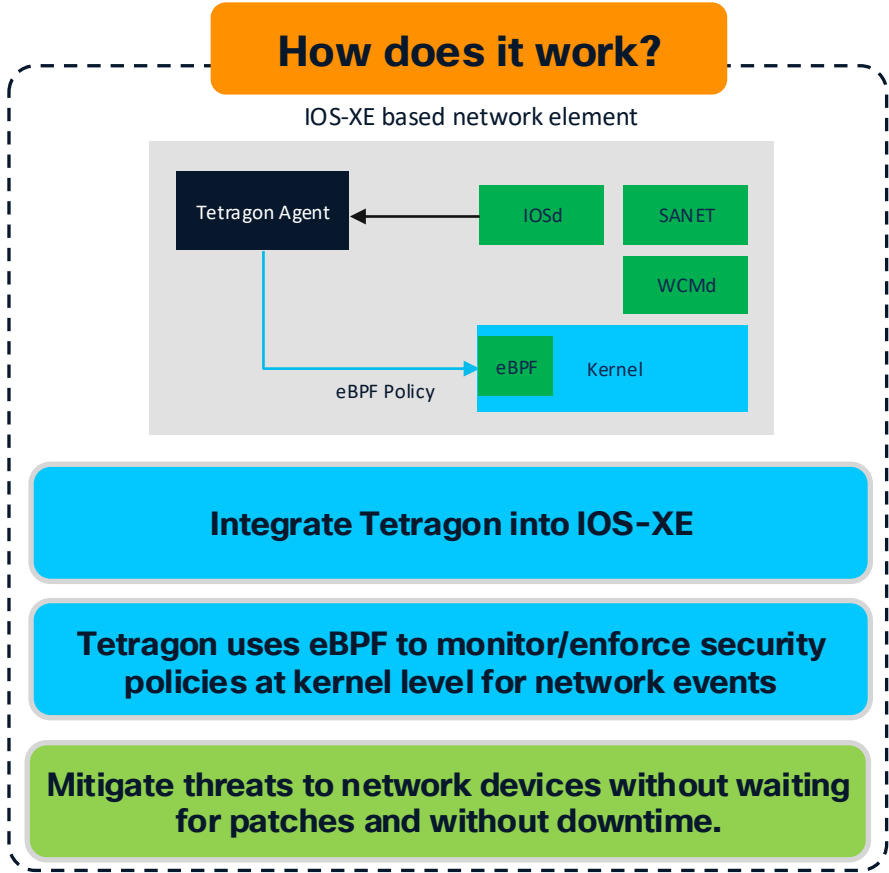 How does it work?
IOS-XE based network element
Tetragon Agent
IOSd
SANET
WCMd
eBPF
Kernel
eBPF Policy
Integrate Tetragon into IOS-XE
Tetragon uses eBPF to monitor/enforce security
policies at kernel level for network events
Mitigate threats to network devices without waiting
for patches and without downtime.